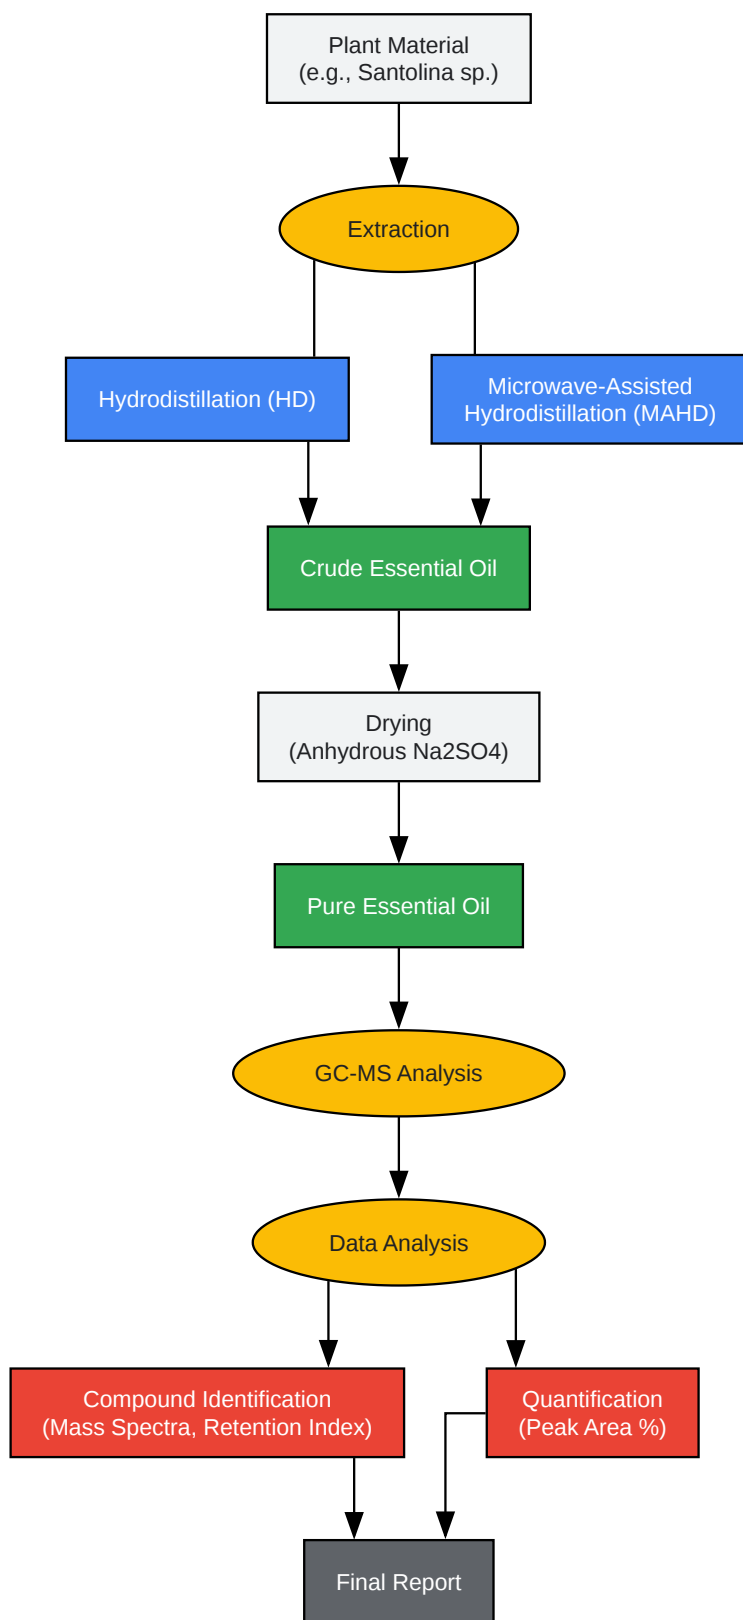 Plant Material
(e.g., Santolina sp.)
Extraction
Hydrodistillation (HD)
Microwave-Assisted
Hydrodistillation (MAHD)
Crude Essential Oil
Drying
(Anhydrous Na2SO4)
Pure Essential Oil
GC-MS Analysis
Data Analysis
Compound Identification
(Mass Spectra, Retention Index)
Quantification
(Peak Area %)
Final Report